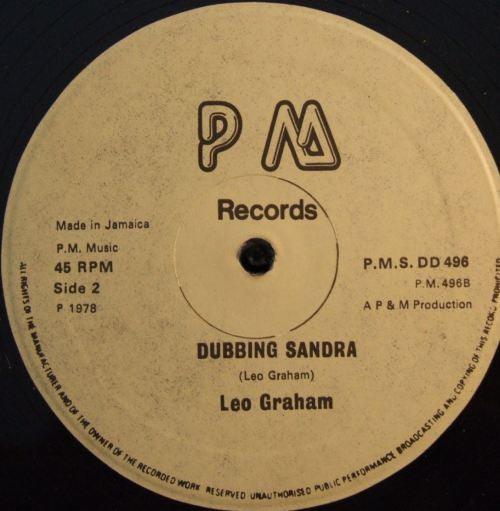 PM
Records
Made in Jamaica
P.M. Music
45 RPM
Side 2
P 1978
P.M.S. DD 496
P.M. 496B
A P & M Production
DUBBING SANDRA
(Leo Graham)
Leo Graham
ALL RIGHTS OF THE MANUFACTURER AND OF THE OWNER OF THE RECORDED WORK RESERVED UNAUTHORISED PUBLIC PERFORMANCE BROADCASTING AND COPYING OF THIS RECORD PROHIBITED